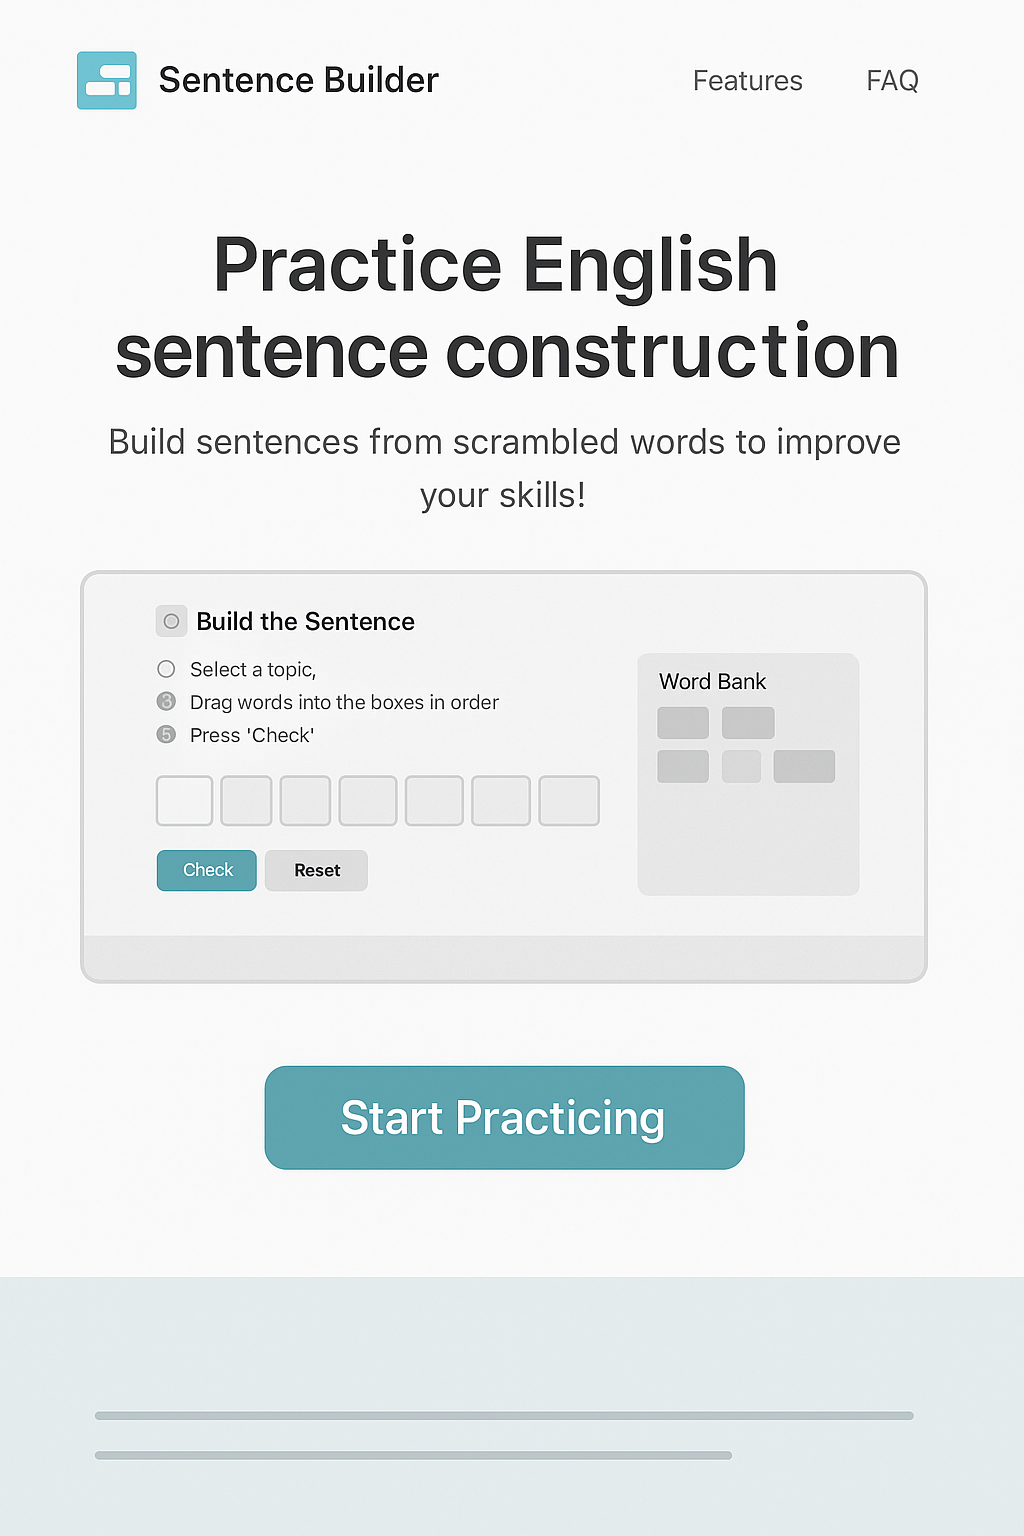 Sentence Builder
Features
FAQ
Practice English
sentence construction
Build sentences from scrambled words to improve
your skills!
Build the Sentence
Select a topic,
3 Drag words into the boxes in order
5 Press 'Check'
Word Bank
Check
Reset
Start Practicing